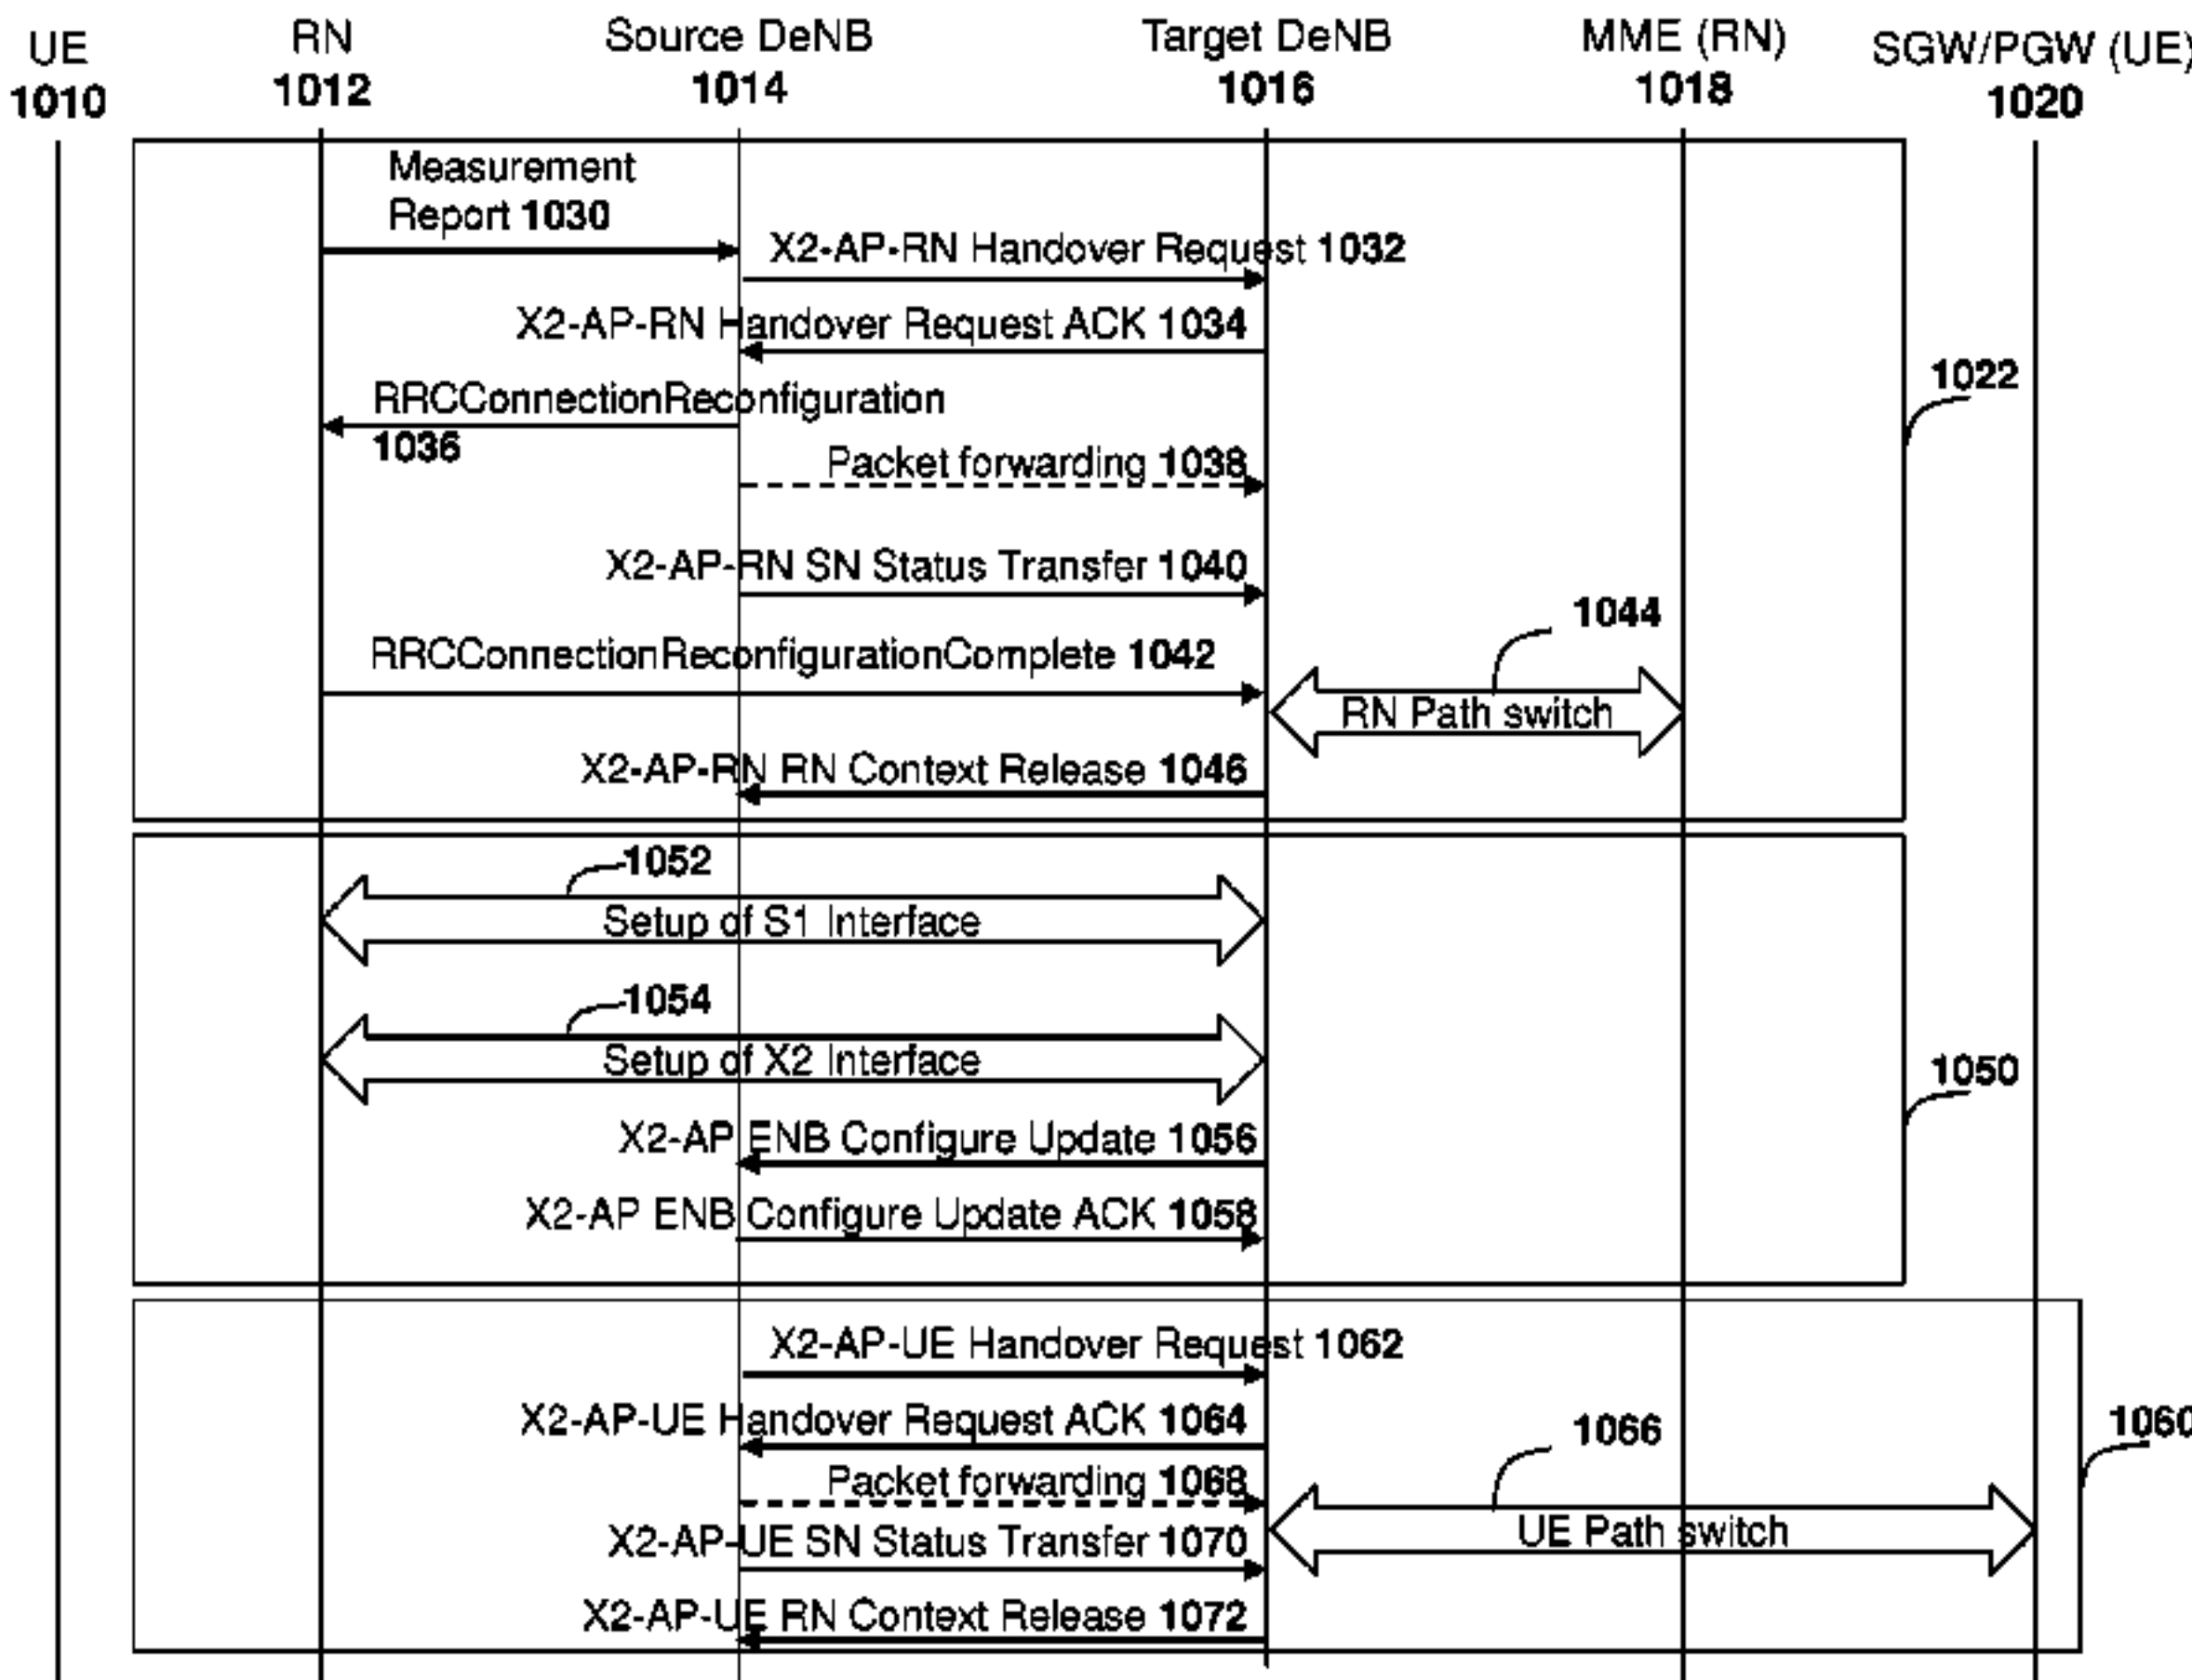 UE
1010
RN
1012
Source DeNB
1014
Target DeNB
1016
MME (RN)
1018
SGW/PGW (UE)
1020
Measurement
Report 1030
X2-AP-RN Handover Request 1032
X2-AP-RN Handover Request ACK 1034
1022
RRCConnectionReconfiguration
1036
Packet forwarding 1038
X2-AP-RN SN Status Transfer 1040
1044
RRCConnectionReconfigurationComplete 1042
RN Path switch
X2-AP-RN RN Context Release 1046
1052
Setup of S1 Interface
1054
Setup of X2 Interface
1050
X2-AP ENB Configure Update 1056
X2-AP ENB Configure Update ACK 1058
X2-AP-UE Handover Request 1062
X2-AP-UE Handover Request ACK 1064
1066
1060
Packet forwarding 1068
UE Path switch
X2-AP-UE SN Status Transfer 1070
X2-AP-UE RN Context Release 1072